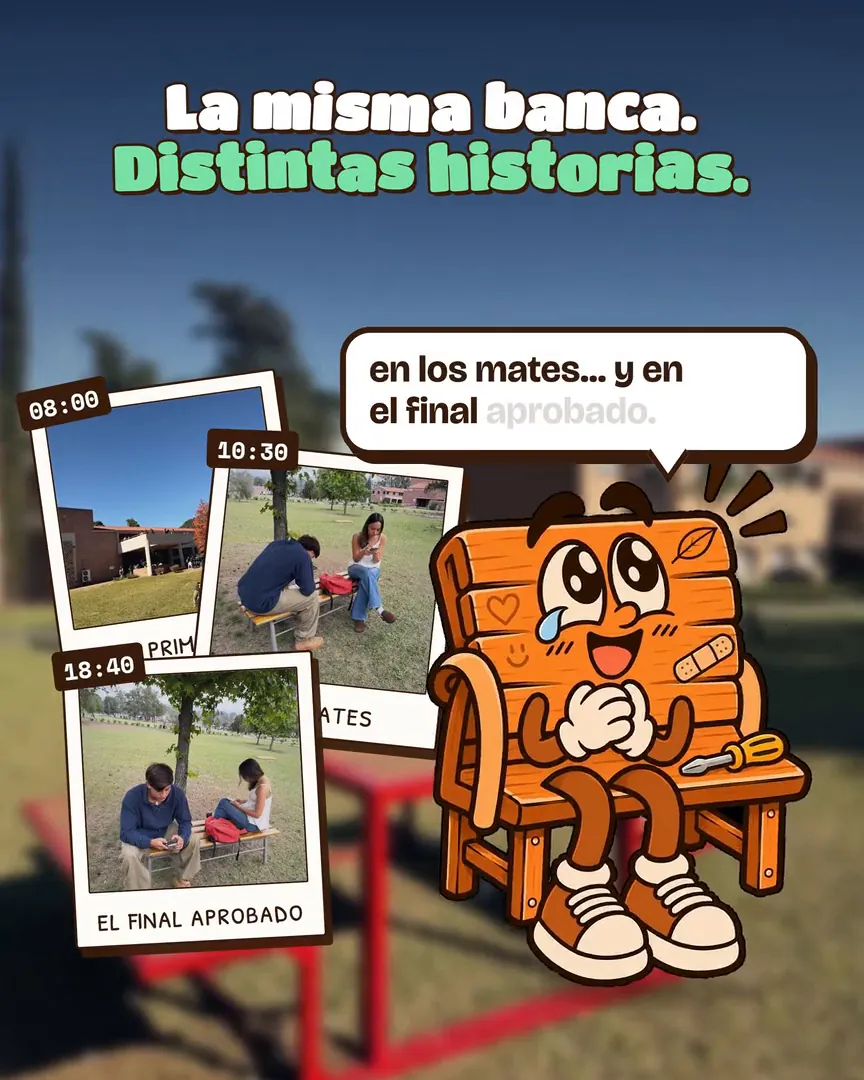 La misma banca.
Distintas historias.
en los mates... y en
el final aprobado.
08:00
10:30
PRIM
ATES
18:40
EL FINAL APROBADO